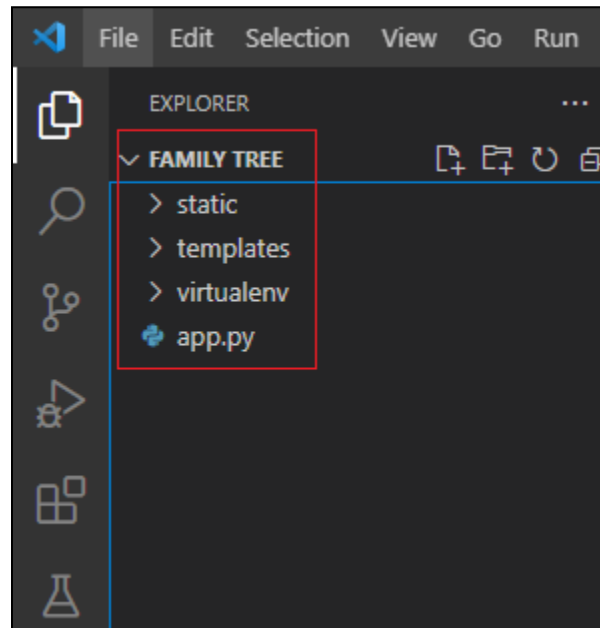 File Edit Selection View Go Run
EXPLORER ...
FAMILY TREE
static
templates
virtualenv
app.py